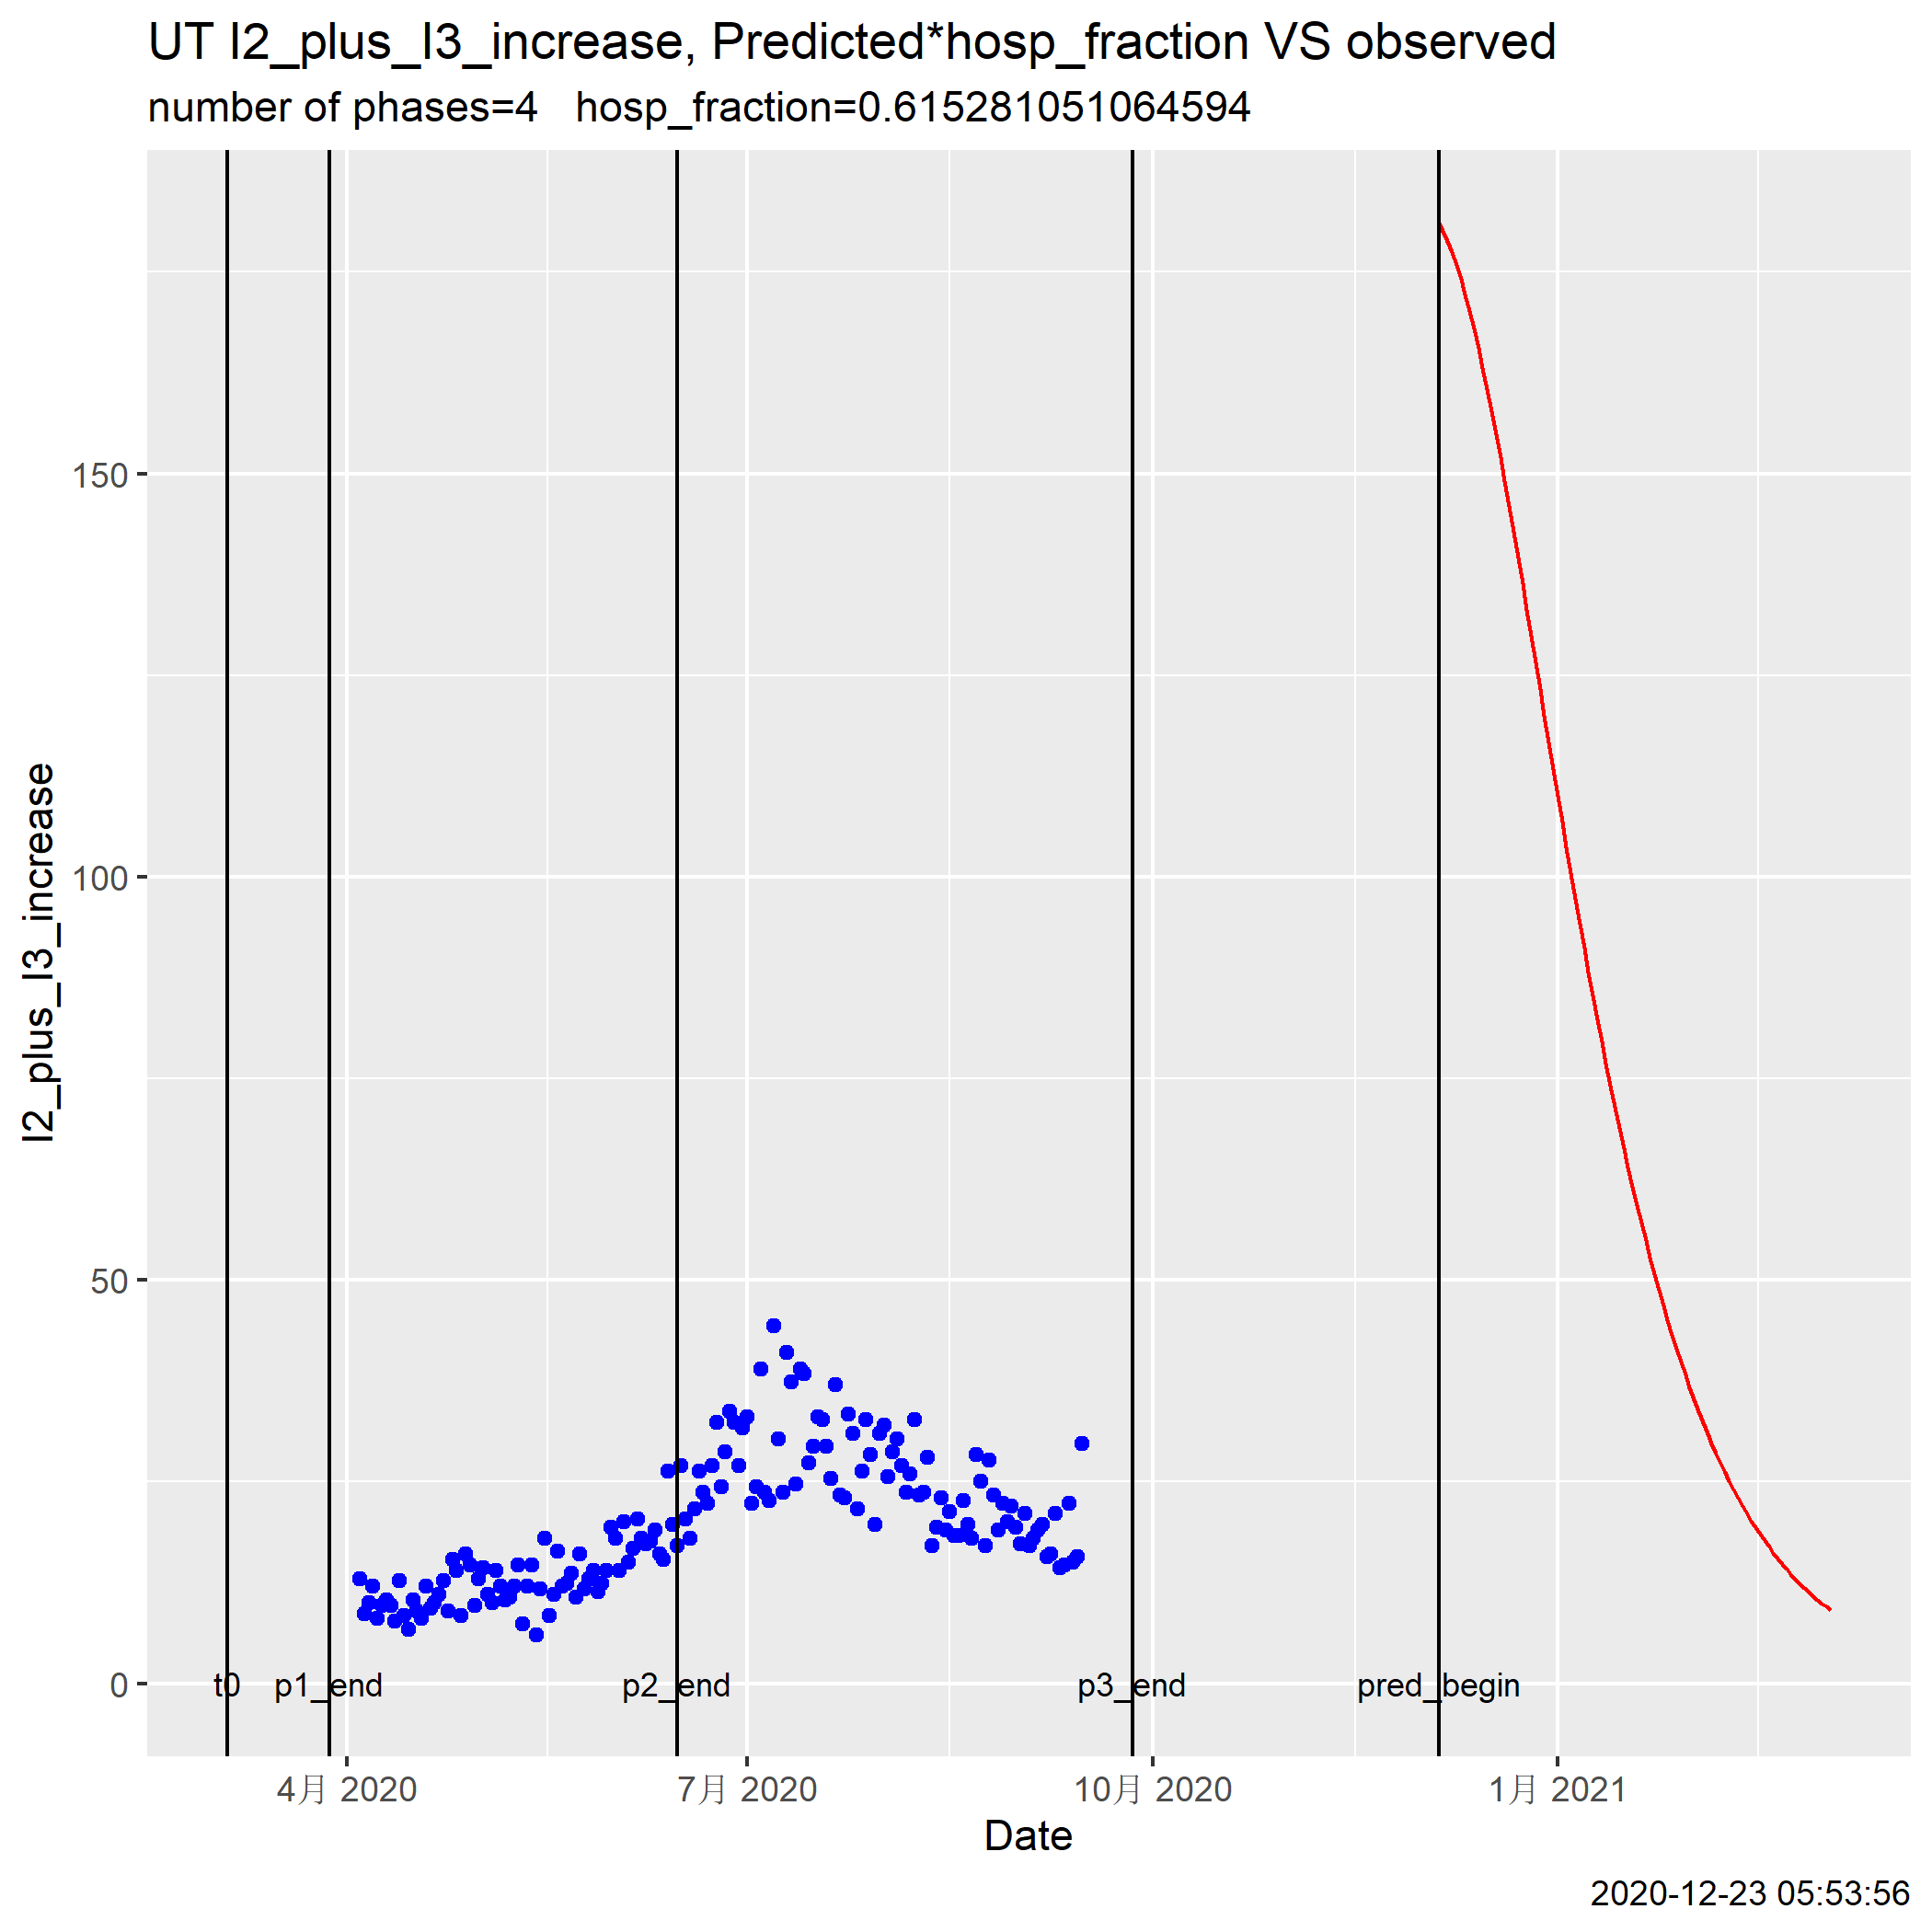 UT I2_plus_I3_increase, Predicted*hosp_fraction VS observed
number of phases=4 hosp_fraction=0.615281051064594
I2_plus_I3_increase
150
100
50
0
t0 p1_end p2_end p3_end pred_begin
4月 2020 7月 2020 10月 2020 1月 2021
Date
2020-12-23 05:53:56